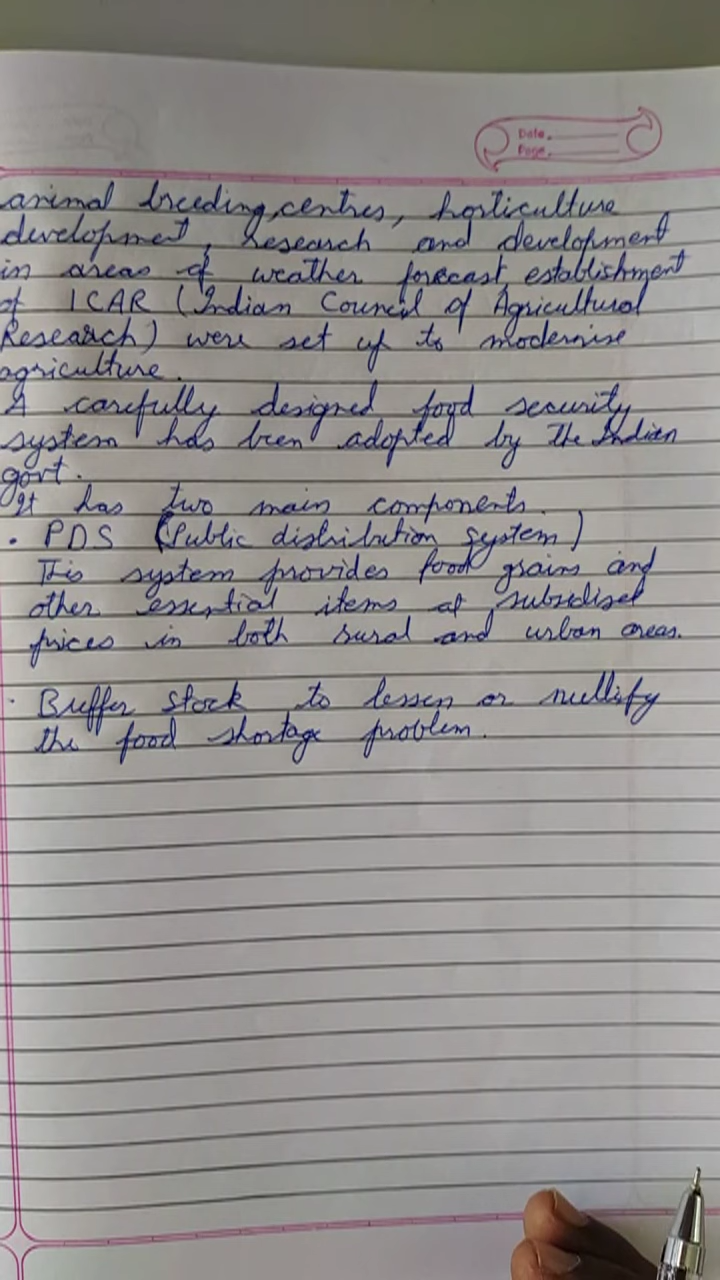 Date.
Page.
animal breeding, centres, horticulture
development, research and development
in areas of weather forecast, establishment
of ICAR (Indian Council of Agricultural
Research) were set up to modernise
agriculture.
A carefully designed food security
system has been adopted by the Indian
govt.
It has two main components.
• PDS (Public distribution system)
This system provides food grains and
other essential items at subsidised
prices in both rural and urban areas.
• Buffer stock to lessen or nullify
the food shortage problem.